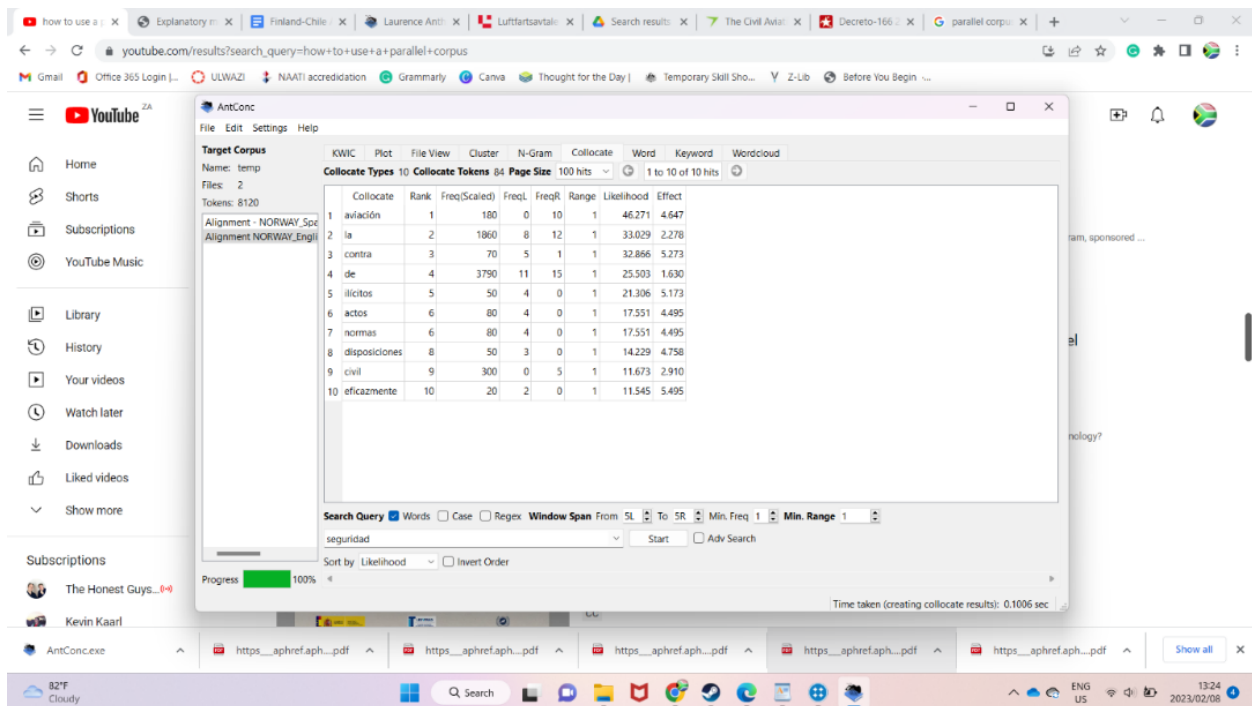 how to use a p
Explanatory m
Finland-Chile
Laurence Anth
Luftfartsavtale
Search results
The Civil Aviat
Decreto-166 2
parallel corpu
youtube.com/results?search_query=how+to+use+a+parallel+corpus
Gmail
Office 365 Login |...
ULWAZI
NAATI accredidation
Grammarly
Canva
Thought for the Day |
Temporary Skill Sho...
Z-Lib
Before You Begin -...
YouTube ZA
Home
Shorts
Subscriptions
YouTube Music
Library
History
Your videos
Watch later
Downloads
Liked videos
Show more
Subscriptions
The Honest Guys...
Kevin Kaarl
AntConc
File Edit Settings Help
Target Corpus
Name: temp
Files: 2
Tokens: 8120
Alignment - NORWAY_Spa
Alignment NORWAY_Engli
Progress 100%
KWIC Plot File View Cluster N-Gram Collocate Word Keyword Wordcloud
Collocate Types 10 Collocate Tokens 84 Page Size 100 hits 1 to 10 of 10 hits
Collocate Rank Freq(Scaled) FreqL FreqR Range Likelihood Effect
1 aviación 1 180 0 10 1 46.271 4.647
2 la 2 1860 8 12 1 33.029 2.278
3 contra 3 70 5 1 1 32.866 5.273
4 de 4 3790 11 15 1 25.503 1.630
5 ilícitos 5 50 4 0 1 21.306 5.173
6 actos 6 80 4 0 1 17.551 4.495
7 normas 6 80 4 0 1 17.551 4.495
8 disposiciones 8 50 3 0 1 14.229 4.758
9 civil 9 300 0 5 1 11.673 2.910
10 eficazmente 10 20 2 0 1 11.545 5.495
Search Query Words Case Regex Window Span From 5L To 5R Min. Freq 1 Min. Range 1
seguridad Start Adv Search
Sort by Likelihood Invert Order
Time taken (creating collocate results): 0.1006 sec
ram, sponsored ...
el
nology?
CC
AntConc.exe
https__aphref.aph....pdf
https__aphref.aph....pdf
https__aphref.aph....pdf
https__aphref.aph....pdf
https__aphref.aph....pdf
Show all
82°F
Cloudy
Search
ENG
US
13:24
2023/02/08
4